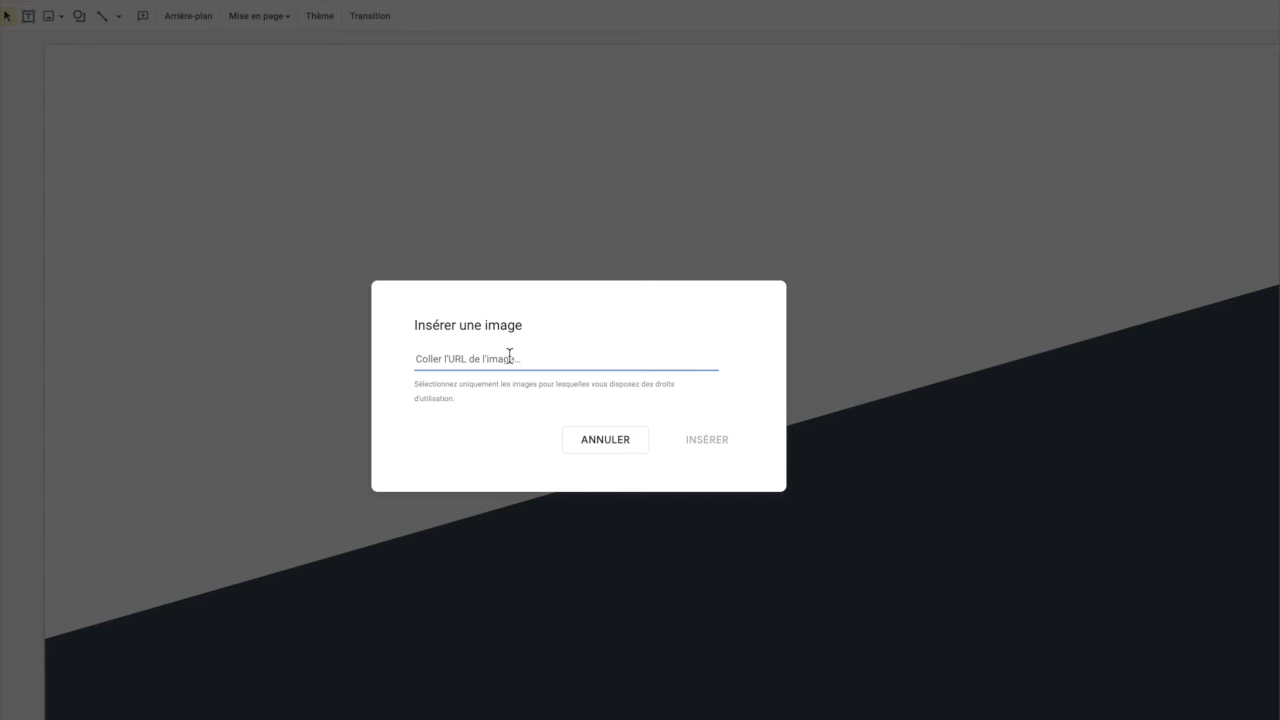 Arrière-plan Mise en page Thème Transition
Insérer une image
Coller l'URL de l'image...
Sélectionnez uniquement les images pour lesquelles vous disposez des droits
d'utilisation.
ANNULER INSÉRER